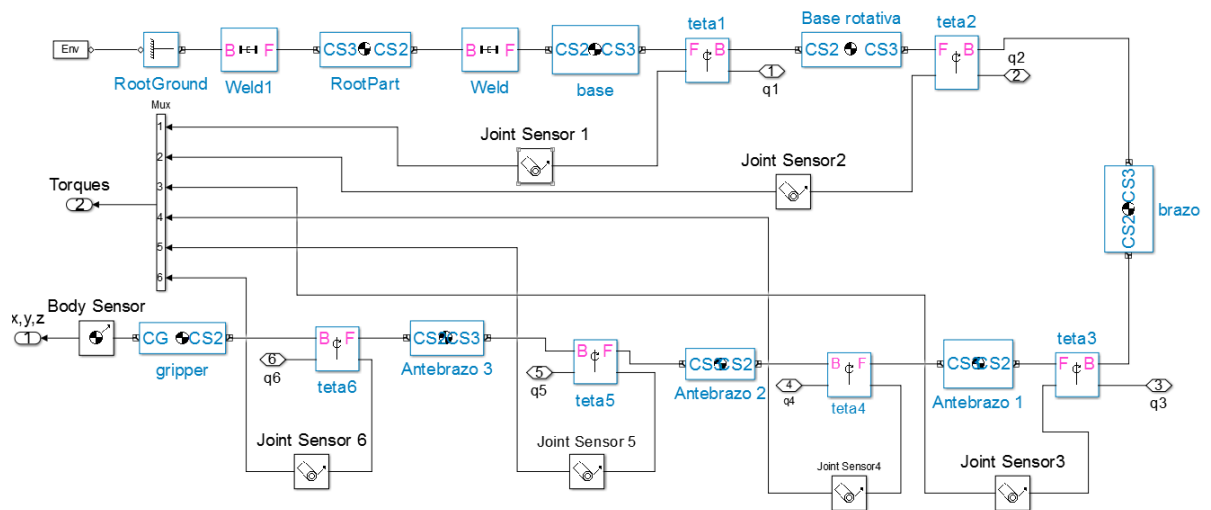 Env
RootGround
B F
Weld1
CS3 CS2
RootPart
B F
Weld
CS2 CS3
base
teta1
F B
1
q1
Base rotativa
CS2 CS3
teta2
F B
q2
2
Mux
1
2
3
4
5
6
Joint Sensor 1
Joint Sensor2
Torques
2
CS2 CS3
brazo
x,y,z
1
Body Sensor
CG CS2
gripper
B F
6
q6
teta6
CS2 CS3
Antebrazo 3
B F
5
q5
teta5
CS CS2
Antebrazo 2
B F
4
q4
teta4
CS CS2
Antebrazo 1
teta3
F B
3
q3
Joint Sensor 6
Joint Sensor 5
Joint Sensor4
Joint Sensor3